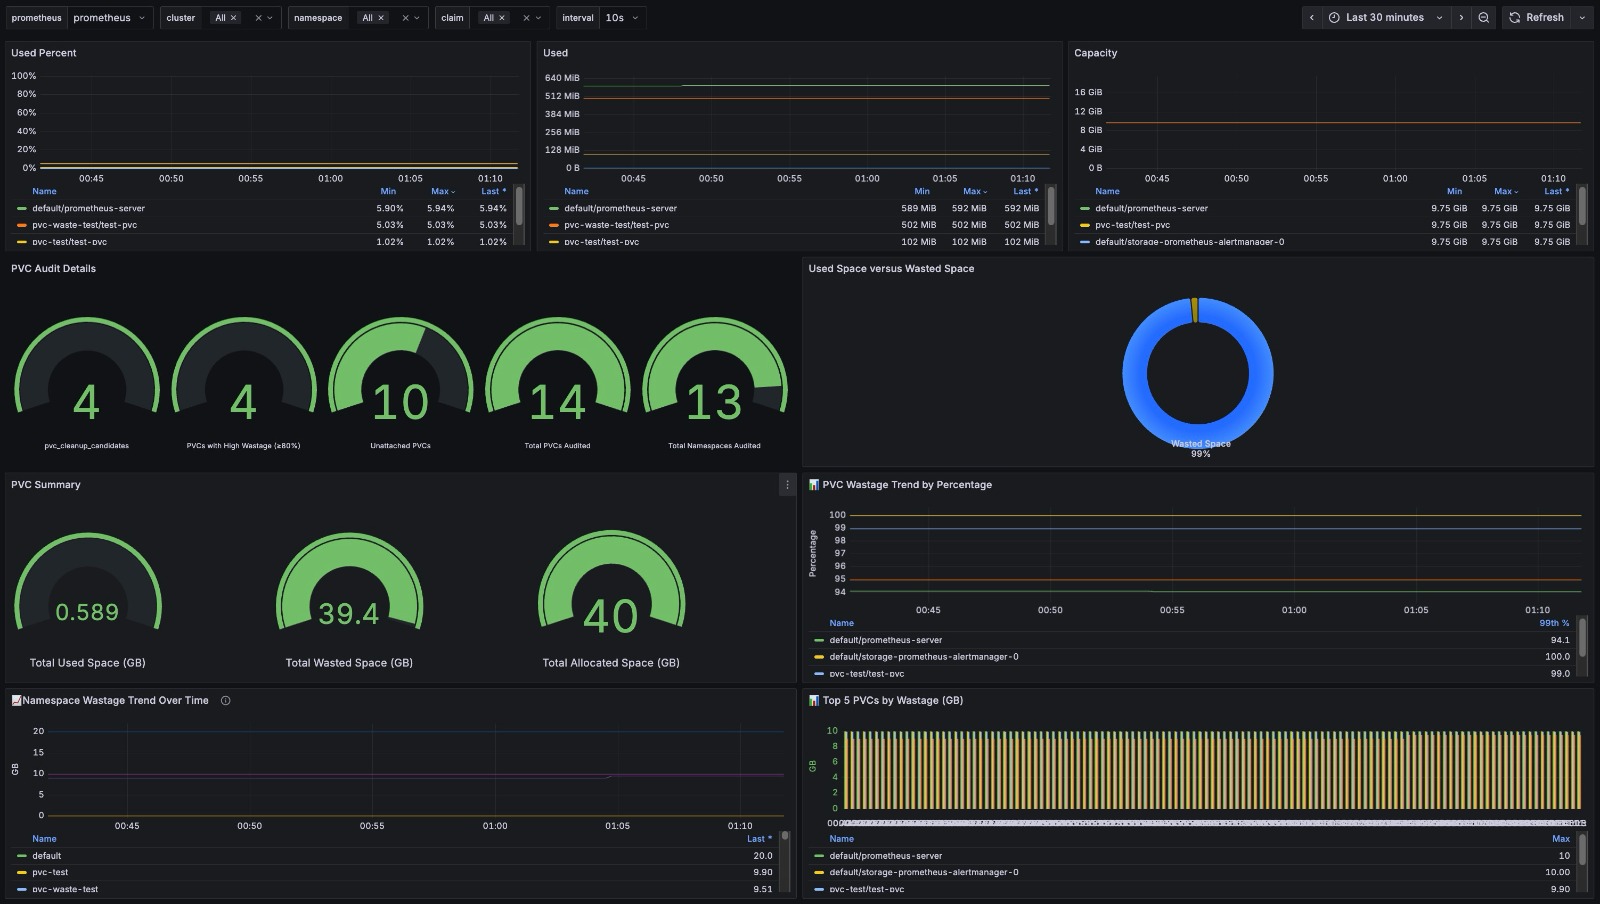 prometheus prometheus cluster All namespace All claim All interval 10s Last 30 minutes Refresh
Used Percent
100%
80%
60%
40%
20%
0%
00:45 00:50 00:55 01:00 01:05 01:10
Name Min Max Last *
default/prometheus-server 5.90% 5.94% 5.94%
pvc-waste-test/test-pvc 5.03% 5.03% 5.03%
pvc-test/test-pvc 1.02% 1.02% 1.02%
Used
640 MiB
512 MiB
384 MiB
256 MiB
128 MiB
0 B
00:45 00:50 00:55 01:00 01:05 01:10
Name Min Max Last *
default/prometheus-server 589 MiB 592 MiB 592 MiB
pvc-waste-test/test-pvc 502 MiB 502 MiB 502 MiB
pvc-test/test-pvc 102 MiB 102 MiB 102 MiB
Capacity
16 GiB
12 GiB
8 GiB
4 GiB
0 B
00:45 00:50 00:55 01:00 01:05 01:10
Name Min Max Last *
default/prometheus-server 9.75 GiB 9.75 GiB 9.75 GiB
pvc-test/test-pvc 9.75 GiB 9.75 GiB 9.75 GiB
default/storage-prometheus-alertmanager-0 9.75 GiB 9.75 GiB 9.75 GiB
PVC Audit Details
4 4 10 14 13
pvc_cleanup_candidates PVCs with High Wastage (≥80%) Unattached PVCs Total PVCs Audited Total Namespaces Audited
Used Space versus Wasted Space
Wasted Space
99%
PVC Summary
0.589 39.4 40
Total Used Space (GB) Total Wasted Space (GB) Total Allocated Space (GB)
PVC Wastage Trend by Percentage
Percentage
100
99
98
97
96
95
94
00:45 00:50 00:55 01:00 01:05 01:10
Name 99th %
default/prometheus-server 94.1
default/storage-prometheus-alertmanager-0 100.0
pvc-test/test-pvc 99.0
Namespace Wastage Trend Over Time
GB
20
15
10
5
0
00:45 00:50 00:55 01:00 01:05 01:10
Name Last *
default 20.0
pvc-test 9.90
pvc-waste-test 9.51
Top 5 PVCs by Wastage (GB)
GB
10
8
6
4
2
0
Name Max
default/prometheus-server 10
default/storage-prometheus-alertmanager-0 10.00
pvc-test/test-pvc 9.90